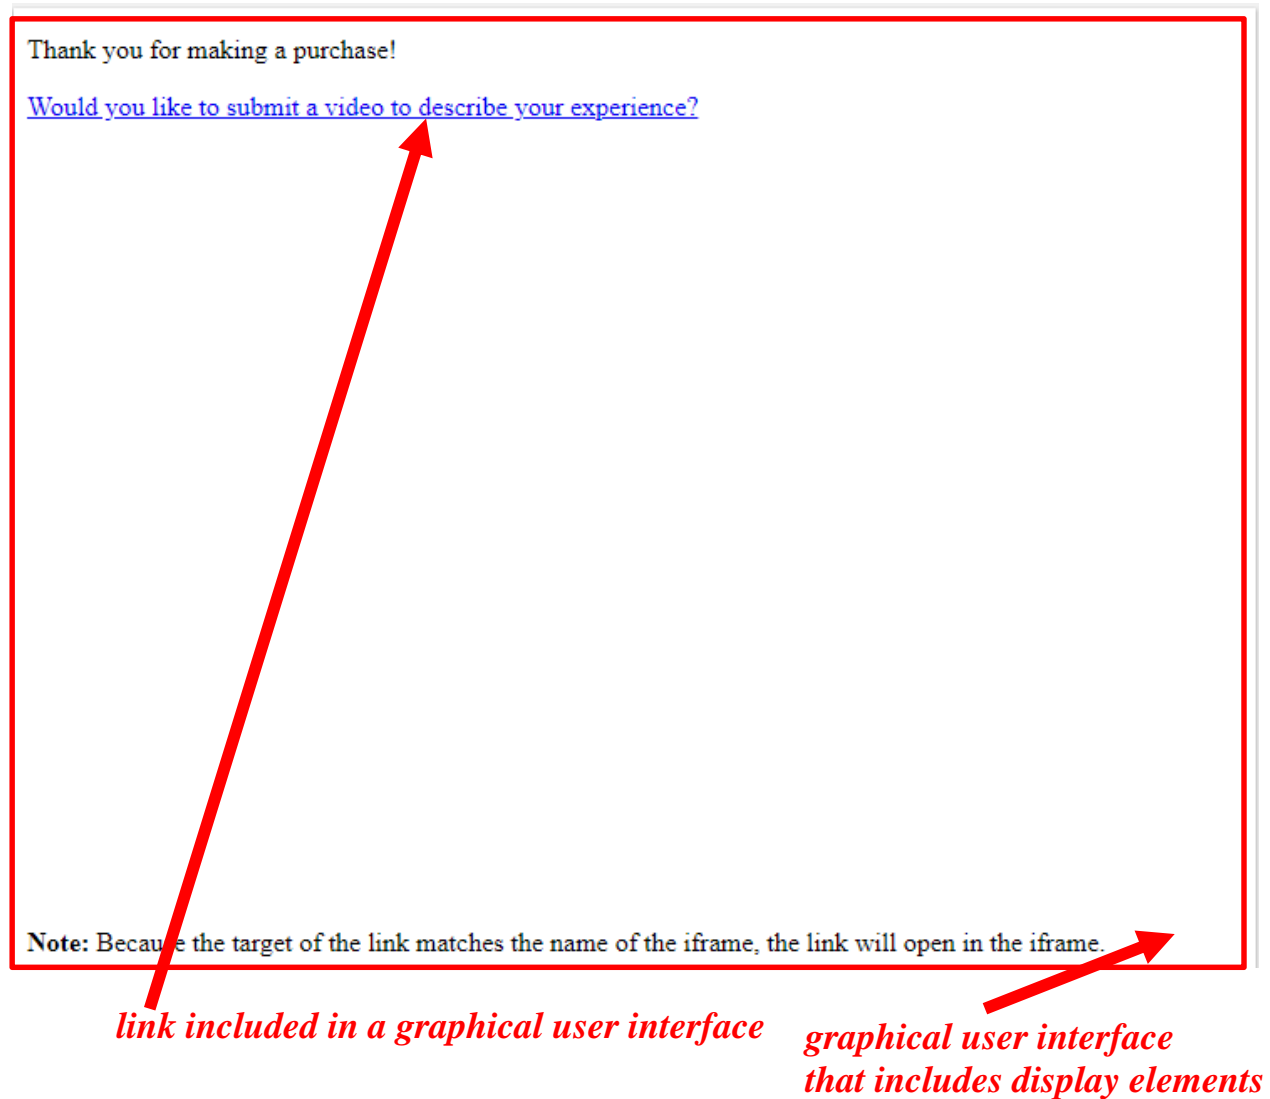 Thank you for making a purchase!
Would you like to submit a video to describe your experience?
Note: Because the target of the link matches the name of the iframe, the link will open in the iframe.
link included in a graphical user interface
graphical user interface
that includes display elements